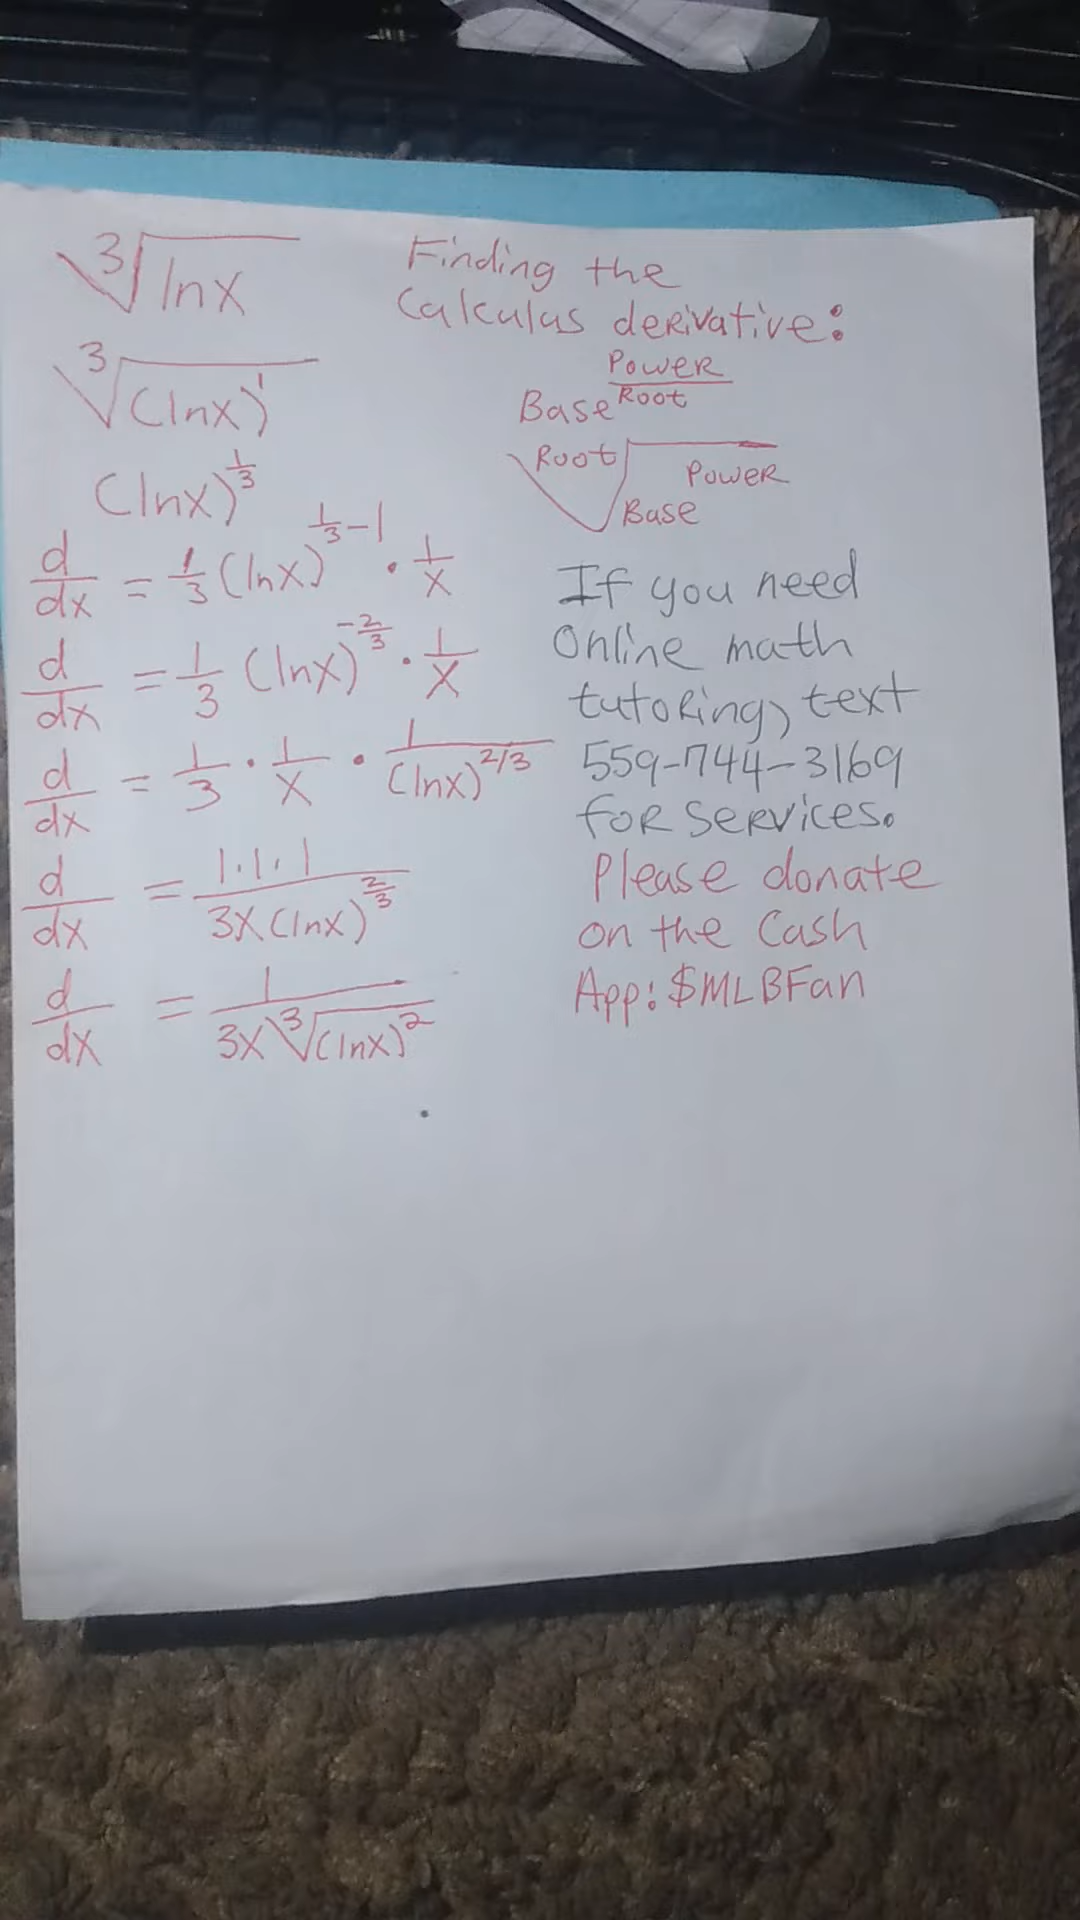 ∛lnx
∛(lnx)^1
(lnx)^(1/3)
d/dx = 1/3 (lnx)^(1/3-1) · 1/x
d/dx = 1/3 (lnx)^(-2/3) · 1/x
d/dx = 1/3 · 1/x · 1/(lnx)^(2/3)
d/dx = 1·1·1/3x(lnx)^(2/3)
d/dx = 1/3x∛(lnx)^2
Finding the
Calculus derivative:
Power
Base Root
Root Power
Base
If you need
Online math
tutoring, text
559-744-3169
for services.
Please donate
on the Cash
App: $MLBFan